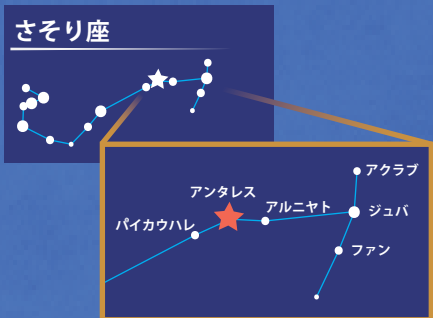 さそり座
アンタレス
アクラブ
アルニヤト
ジュバ
パイカウハレ
ファン